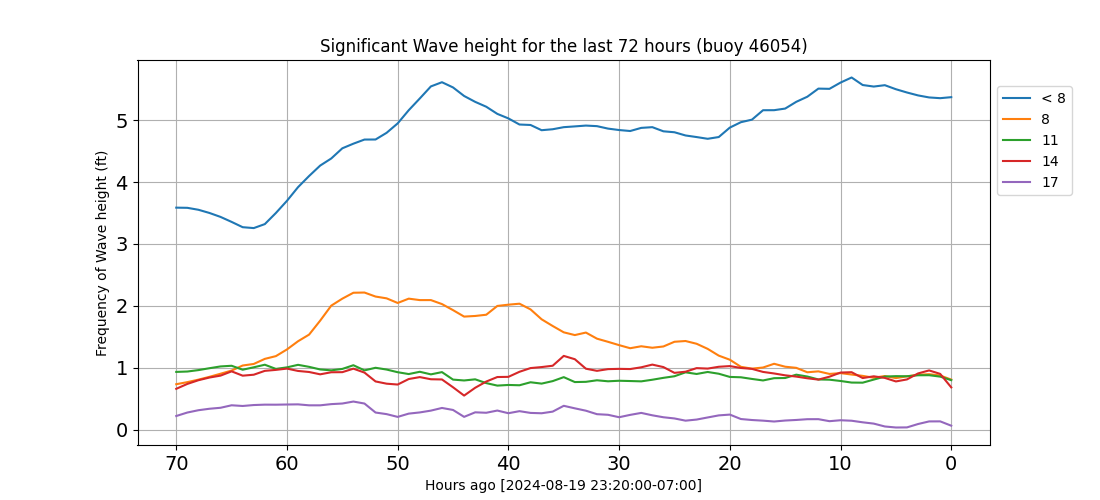 Significant Wave height for the last 72 hours (buoy 46054)
Frequency of Wave height (ft)
5
4
3
2
1
0
70 60 50 40 30 20 10 0
Hours ago [2024-08-19 23:20:00-07:00]
< 8
8
11
14
17